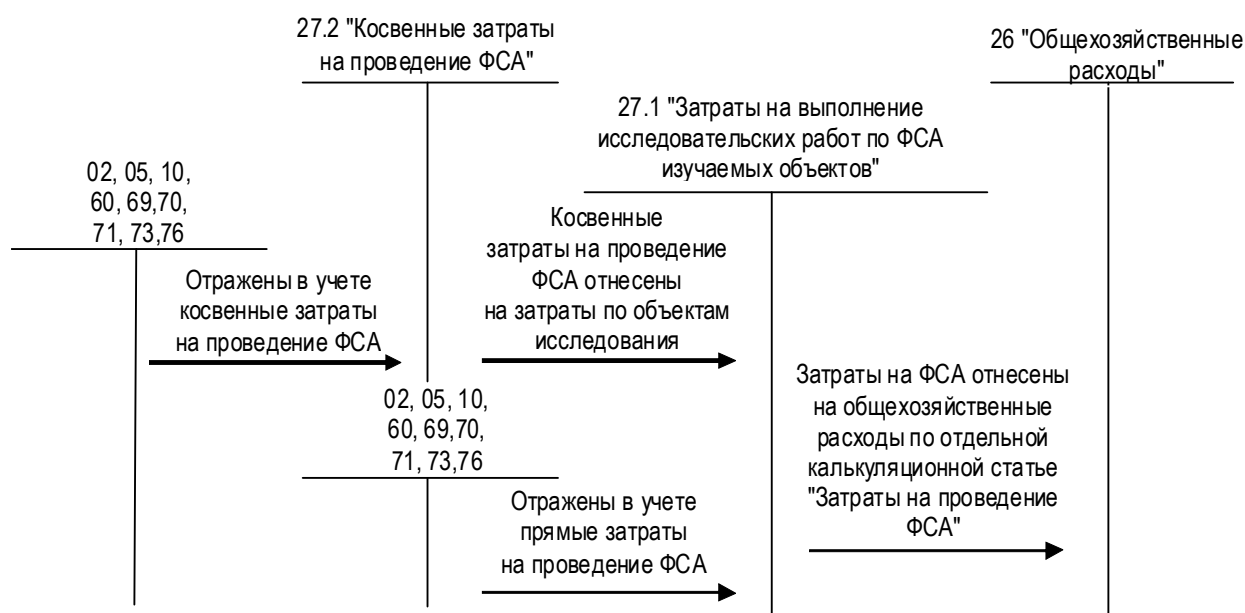 27.2 "Косвенные затраты
на проведение ФСА"
26 "Общехозяйственные
расходы"
27.1 "Затраты на выполнение
исследовательских работ по ФСА
изучаемых объектов"
02, 05, 10,
60, 69,70,
71, 73,76
Косвенные
затраты на проведение
ФСА отнесены
на затраты по объектам
исследования
Отражены в учете
косвенные затраты
на проведение ФСА
Затраты на ФСА отнесены
на общехозяйственные
расходы по отдельной
калькуляционной статье
"Затраты на проведение
ФСА"
02, 05, 10,
60, 69,70,
71, 73,76
Отражены в учете
прямые затраты
на проведение ФСА